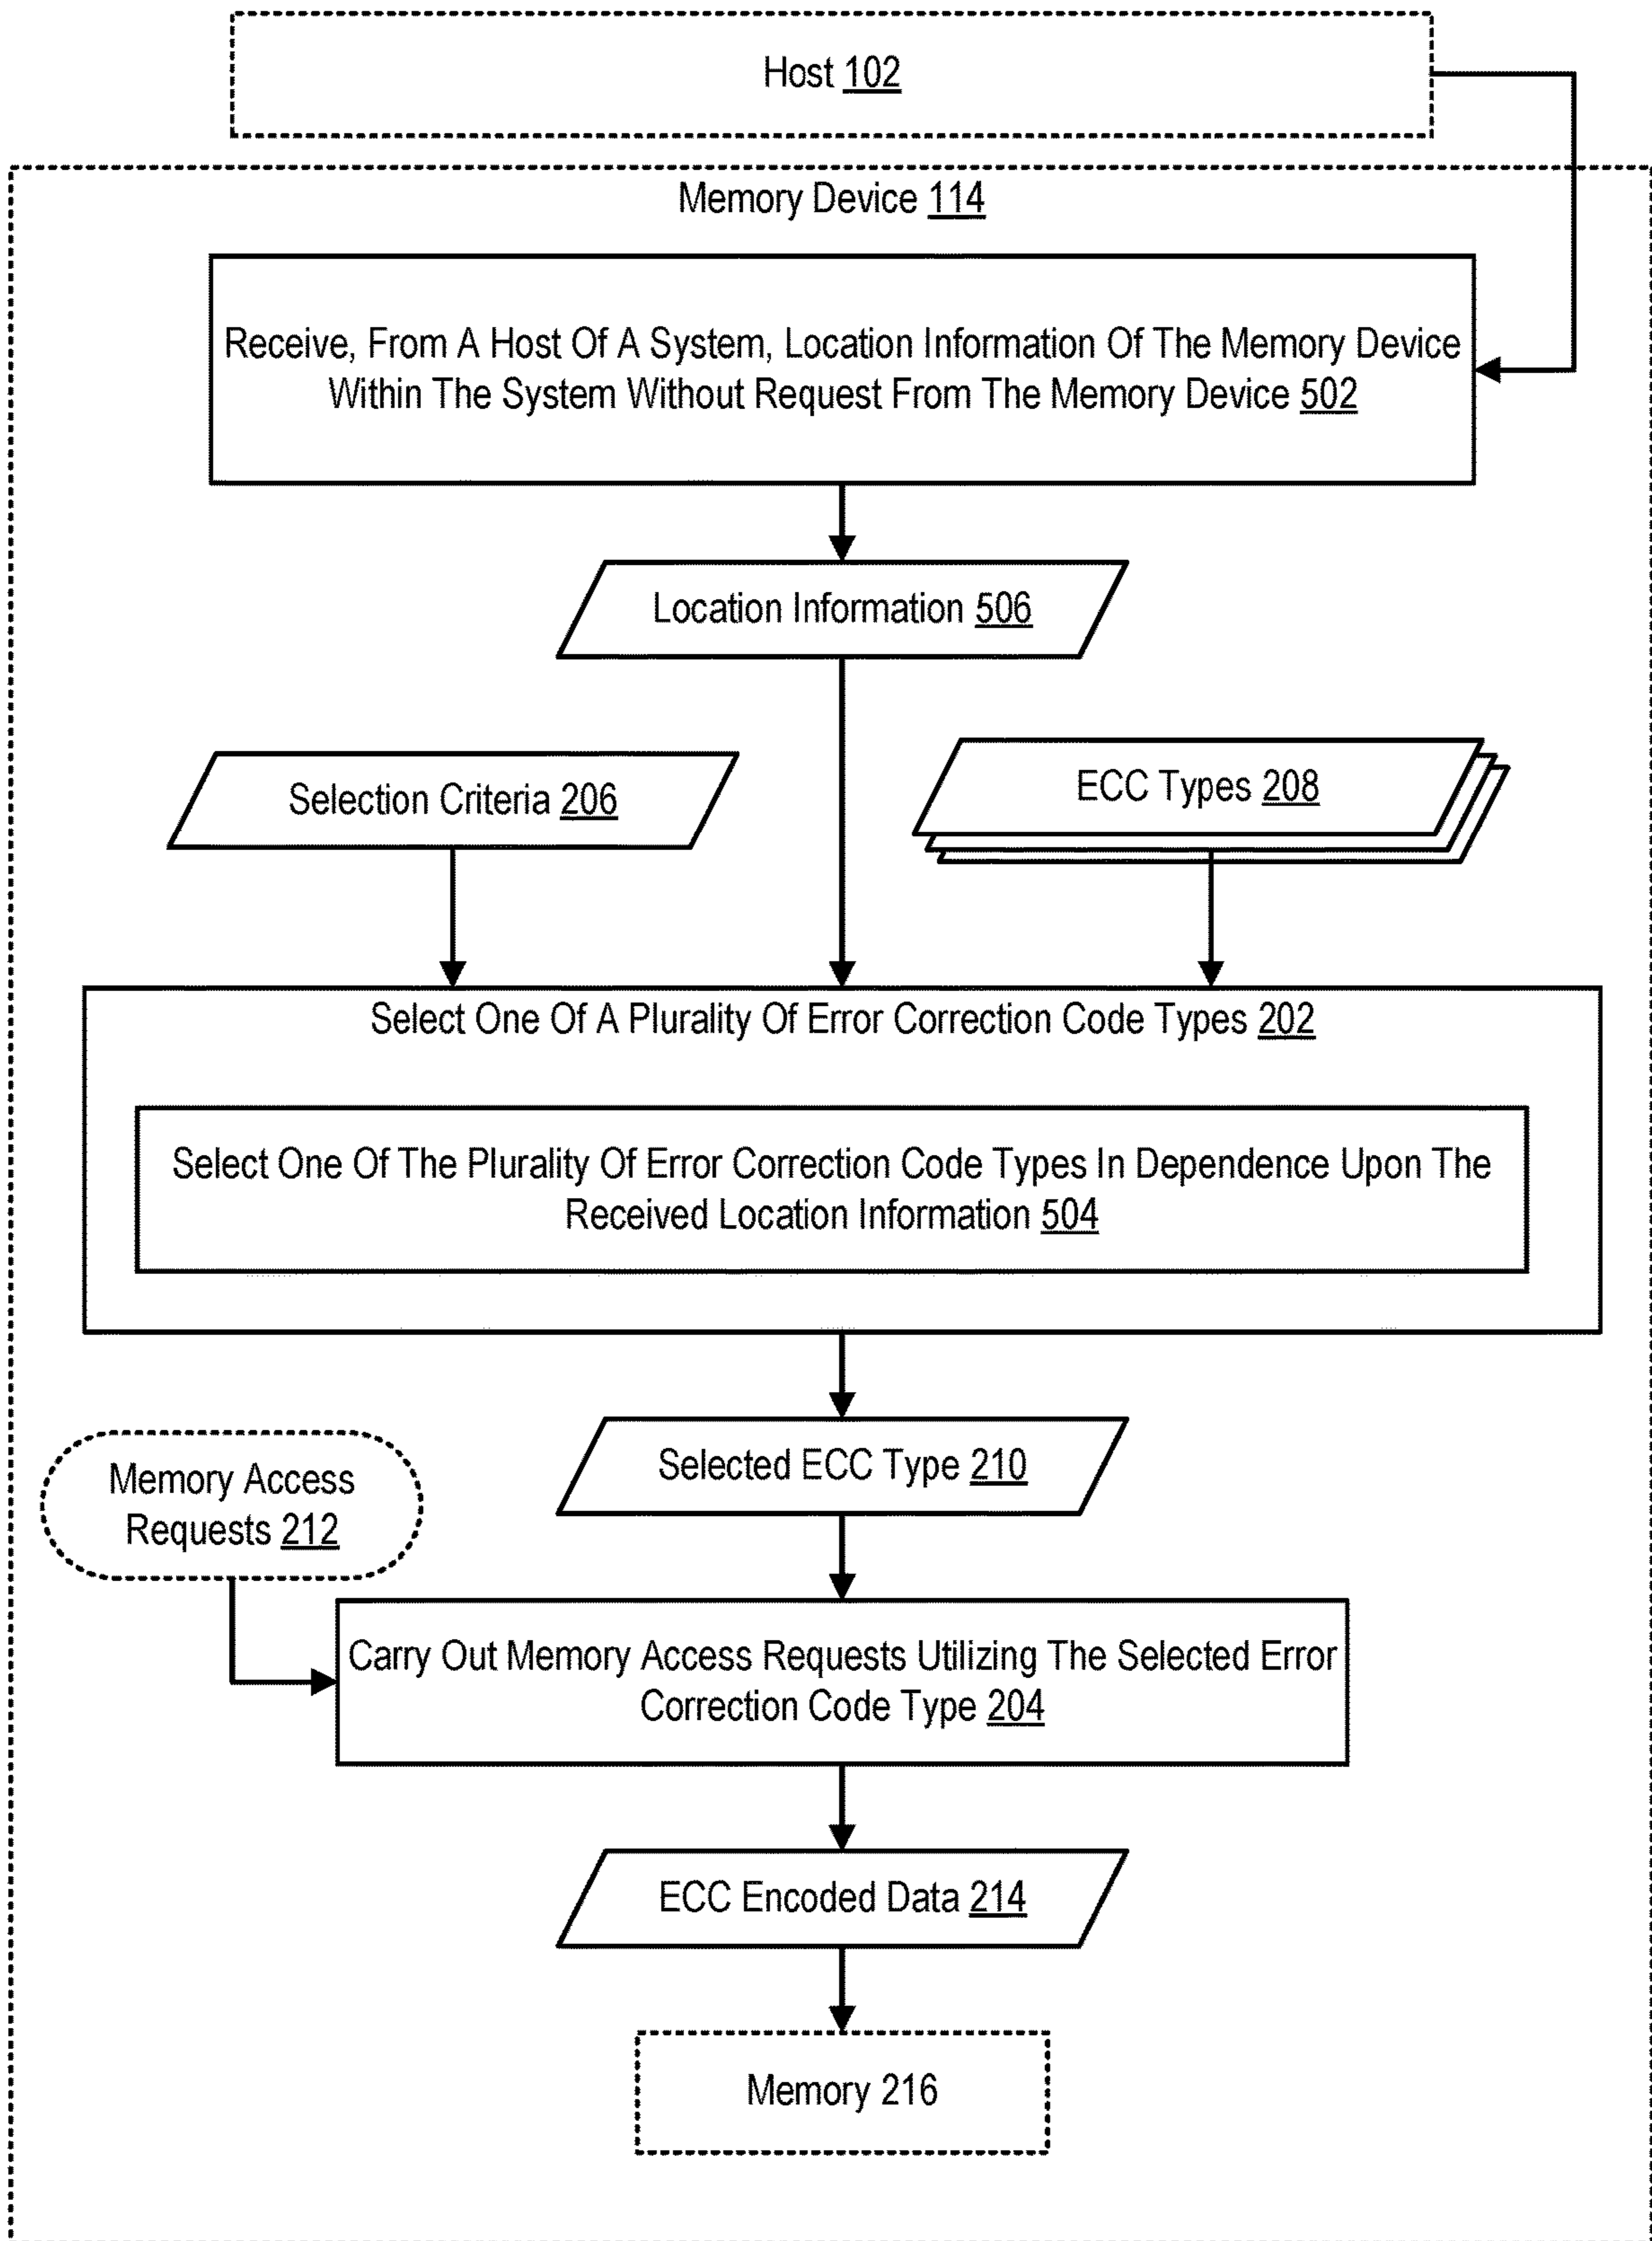 Host 102
Memory Device 114
Receive, From A Host Of A System, Location Information Of The Memory Device
Within The System Without Request From The Memory Device 502
Location Information 506
Selection Criteria 206
ECC Types 208
Select One Of A Plurality Of Error Correction Code Types 202
Select One Of The Plurality Of Error Correction Code Types In Dependence Upon The
Received Location Information 504
Selected ECC Type 210
Memory Access
Requests 212
Carry Out Memory Access Requests Utilizing The Selected Error
Correction Code Type 204
ECC Encoded Data 214
Memory 216